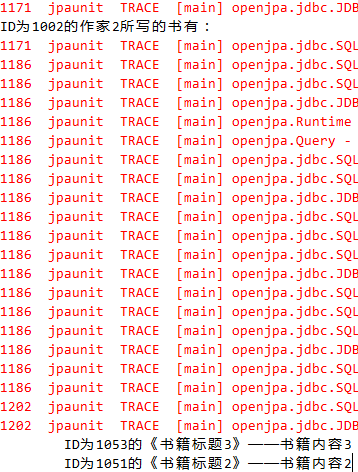 1171  jpaunit  TRACE  [main] openjpa.jdbc.JDB
ID为1002的作家2所写的书有：
1171  jpaunit  TRACE  [main] openjpa.jdbc.SQL
1186  jpaunit  TRACE  [main] openjpa.jdbc.SQL
1186  jpaunit  TRACE  [main] openjpa.jdbc.SQL
1186  jpaunit  TRACE  [main] openjpa.jdbc.JDB
1186  jpaunit  TRACE  [main] openjpa.Runtime
1186  jpaunit  TRACE  [main] openjpa.Query -
1186  jpaunit  TRACE  [main] openjpa.jdbc.SQL
1186  jpaunit  TRACE  [main] openjpa.jdbc.SQL
1186  jpaunit  TRACE  [main] openjpa.jdbc.JDB
1186  jpaunit  TRACE  [main] openjpa.jdbc.SQL
1186  jpaunit  TRACE  [main] openjpa.jdbc.SQL
1186  jpaunit  TRACE  [main] openjpa.jdbc.SQL
1186  jpaunit  TRACE  [main] openjpa.jdbc.JDB
1186  jpaunit  TRACE  [main] openjpa.jdbc.SQL
1186  jpaunit  TRACE  [main] openjpa.jdbc.SQL
1186  jpaunit  TRACE  [main] openjpa.jdbc.SQL
1186  jpaunit  TRACE  [main] openjpa.jdbc.JDB
1186  jpaunit  TRACE  [main] openjpa.jdbc.SQL
1186  jpaunit  TRACE  [main] openjpa.jdbc.SQL
1202  jpaunit  TRACE  [main] openjpa.jdbc.SQL
1202  jpaunit  TRACE  [main] openjpa.jdbc.JDB
ID为1053的《书籍标题3》——书籍内容3
ID为1051的《书籍标题2》——书籍内容2